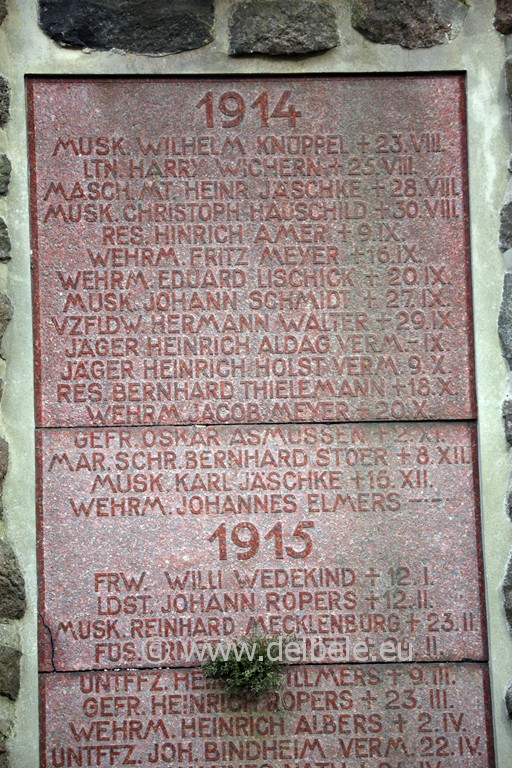 1914
MUSK. WILHELM KNÜPPEL + 23. VIII.
LTN. HARRY WICHERN + 25. VIII.
MASCH. MT. HEINR. JÄSCHKE + 28. VIII.
MUSK. CHRISTOPH HAUSCHILD + 30. VIII.
RES. HINRICH AMER + 9. IX.
WEHRM. FRITZ MEYER + 16. IX.
WEHRM. EDUARD LISCHICK + 20. IX.
MUSK. JOHANN SCHMIDT + 27. IX.
VZFLDW. HERMANN WALTER + 29. IX
JÄGER HEINRICH ALDAG VERM. - IX.
JÄGER HEINRICH HOLST VERM. 9. X.
RES. BERNHARD THIELEMANN + 18. X
WEHRM. JACOB MEYER + 20. X
GEFR. OSKAR ASMUSSEN + 2. XI.
MAR. SCHR. BERNHARD STOER + 8. XII.
MUSK. KARL JÄSCHKE + 16. XII.
WEHRM. JOHANNES ELMERS - - -
1915
FRW. WILLI WEDEKIND + 12. I.
LDST. JOHANN ROPERS + 12. II.
MUSK. REINHARD MECKLENBURG + 23. II
FÜS. II.
© www.delbele.eu
UNTFFZ. + 9. III.
GEFR. HEINRICH ROPERS + 23. III.
WEHRM. HEINRICH ALBERS + 2. IV.
UNTFFZ. JOH. BINDHEIM VERM. 22. IV.